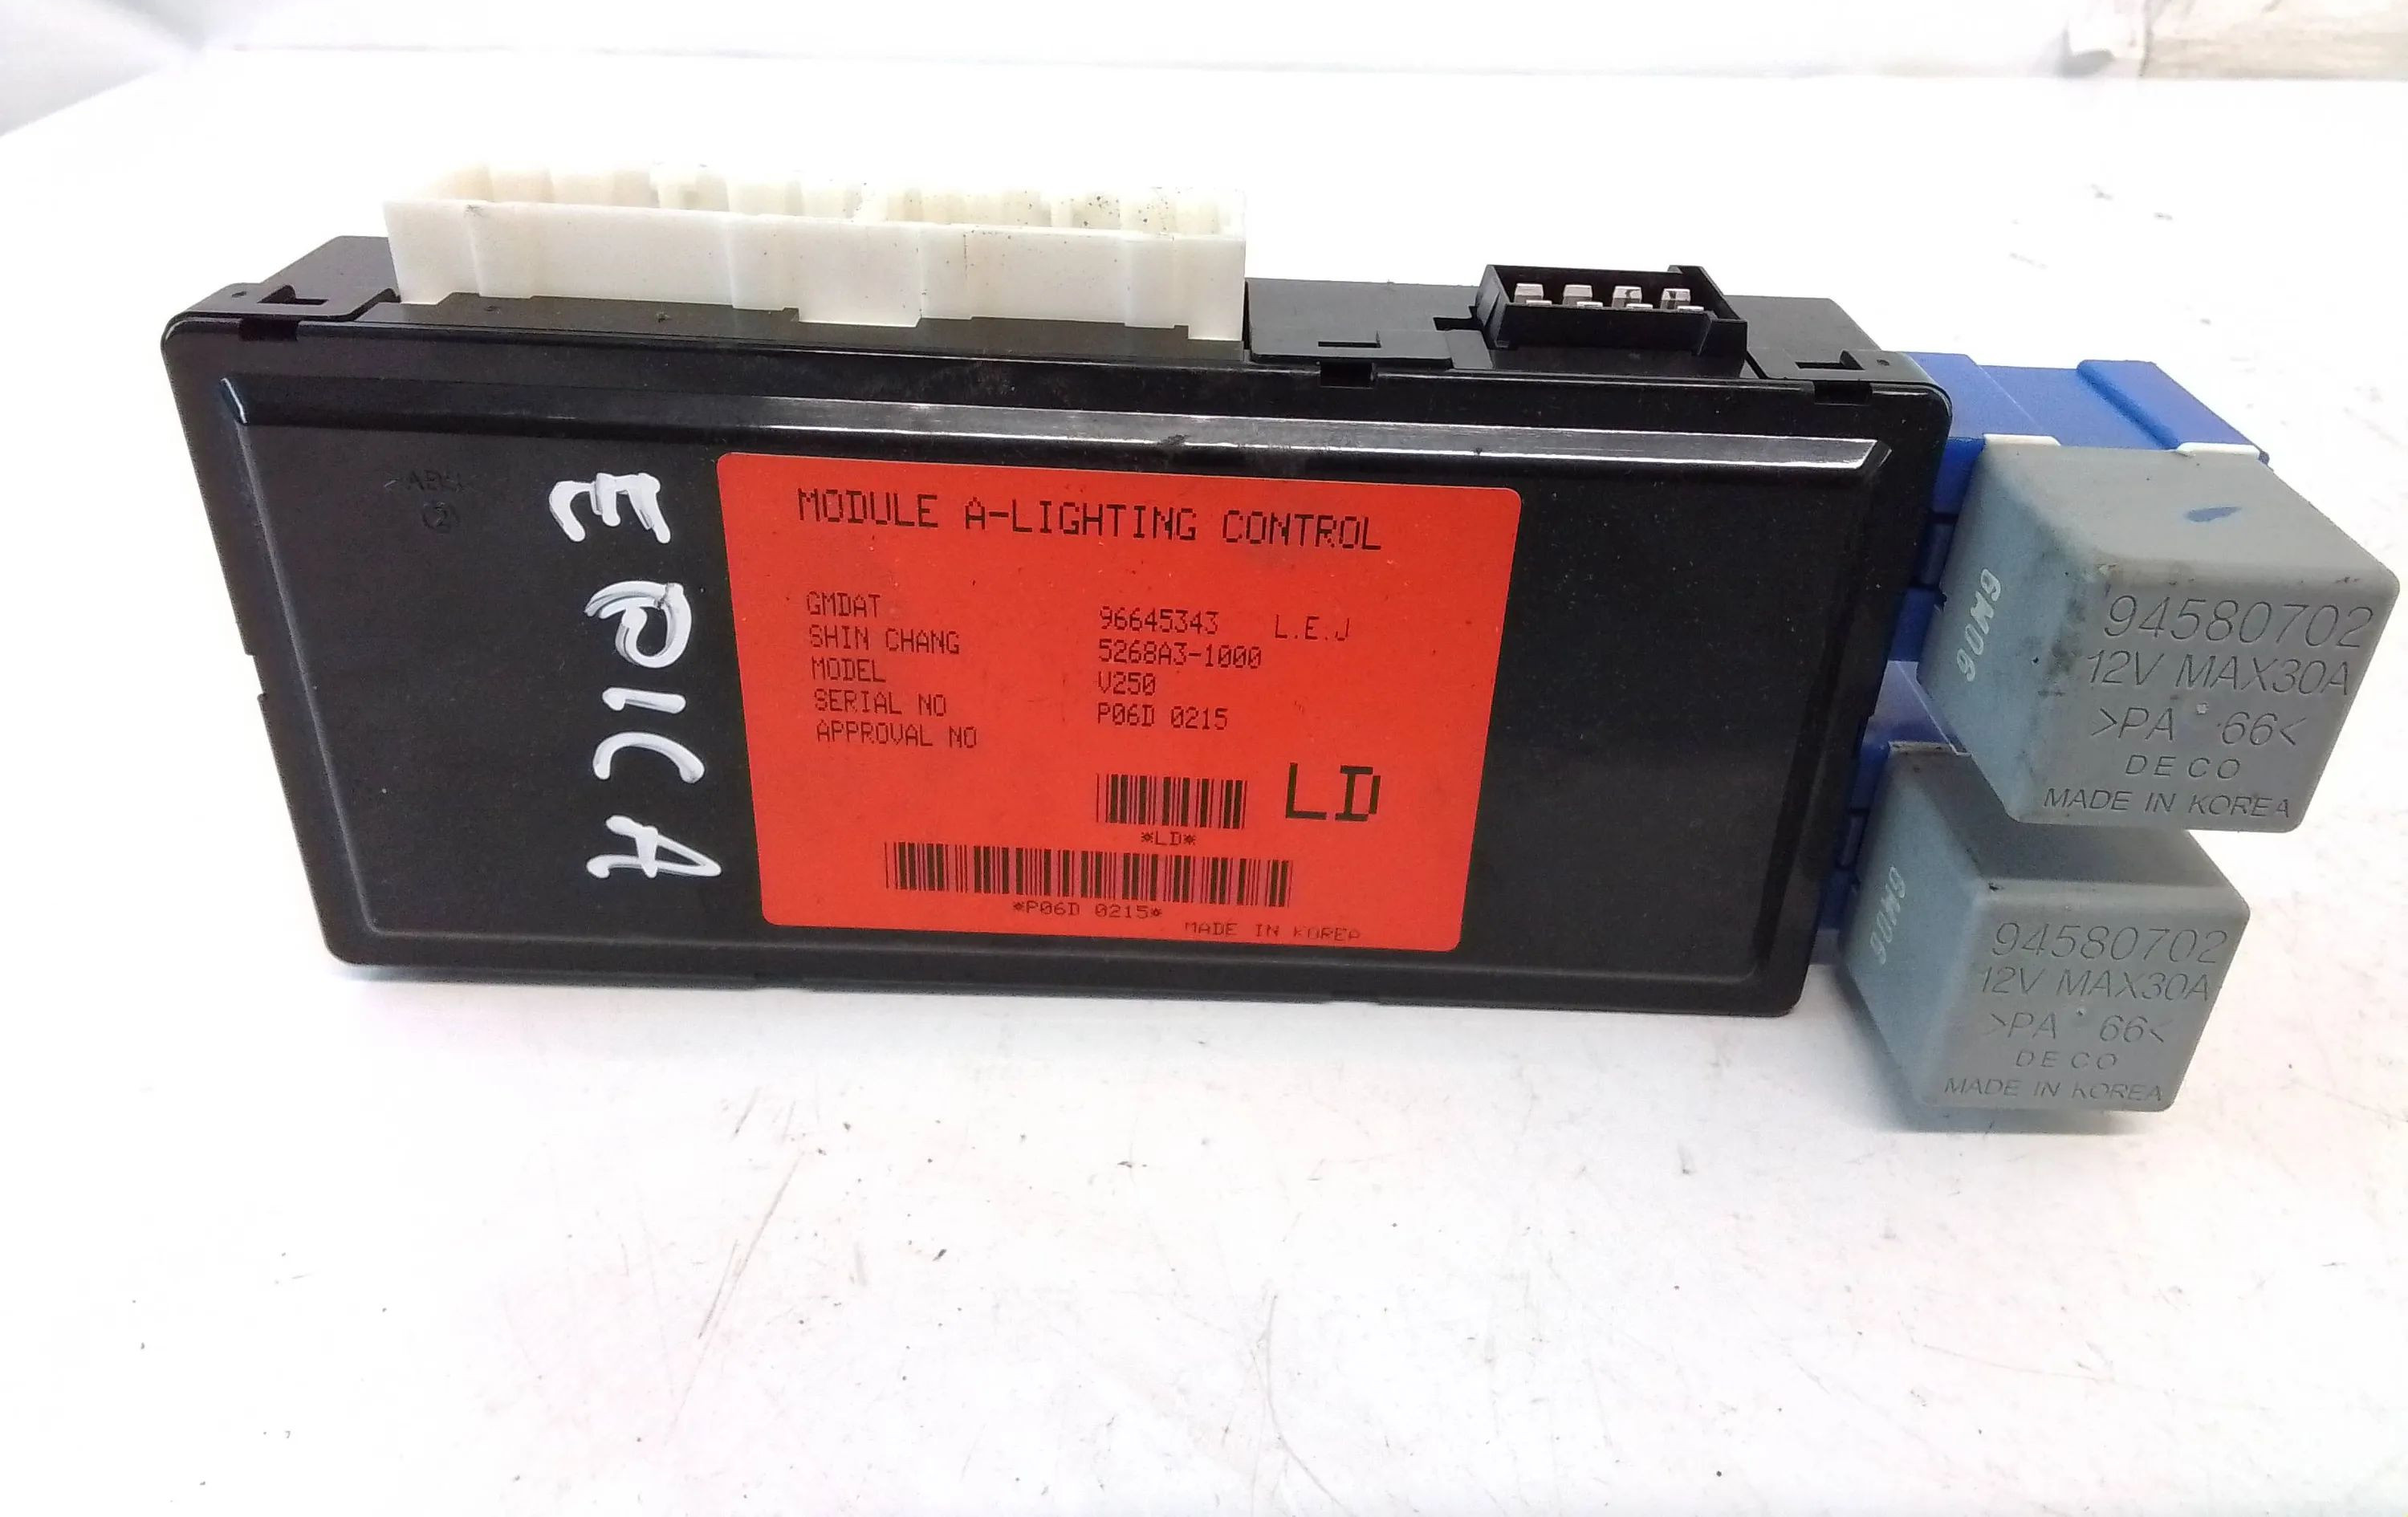 EPICA
MODULE A-LIGHTING CONTROL
GMDAT 96645343 L.E.J
SHIN CHANG 5268A3-1000
MODEL V250
SERIAL NO P06D 0215
APPROVAL NO
LD
*LD*
*P06D 0215*
MADE IN KOREA
94580702
12V MAX30A
>PA 66<
DECO
MADE IN KOREA
94580702
12V MAX30A
>PA 66<
DECO
MADE IN KOREA